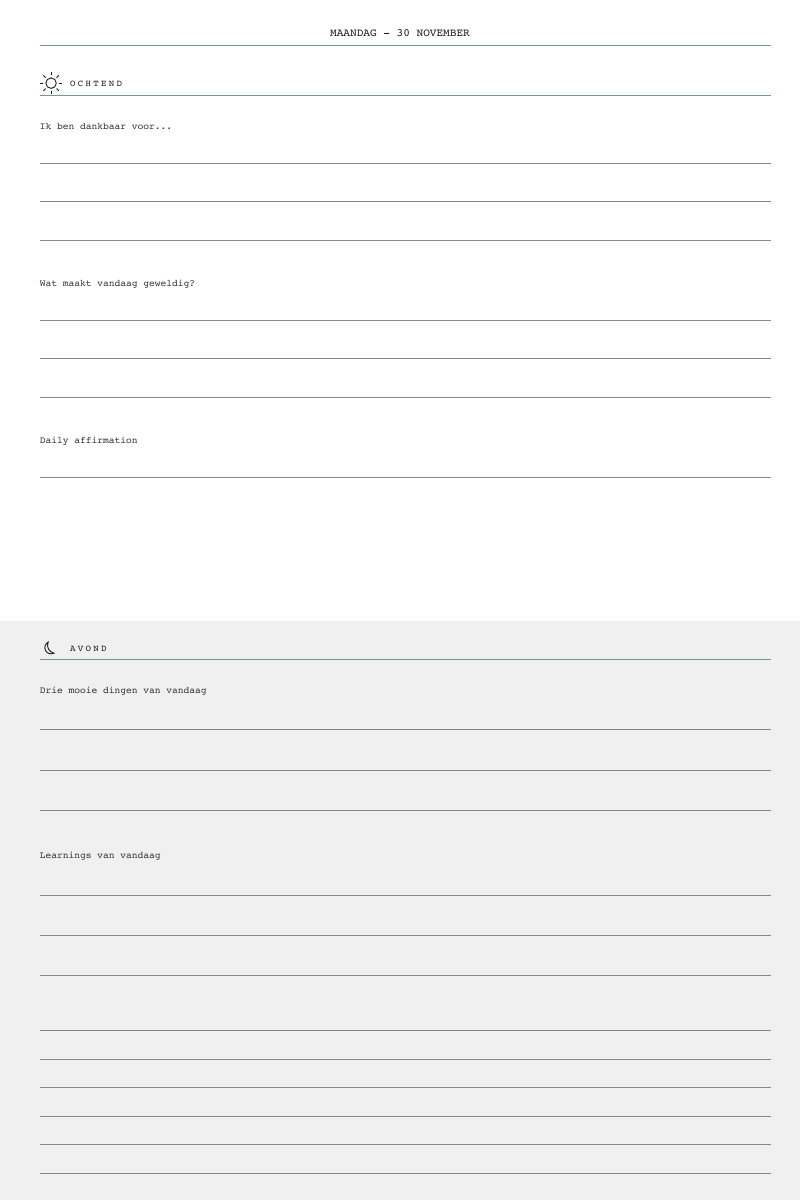 MAANDAG – 30 NOVEMBER
OCHTEND
Ik ben dankbaar voor...
Wat maakt vandaag geweldig?
Daily affirmation
AVOND
Drie mooie dingen van vandaag
Learnings van vandaag